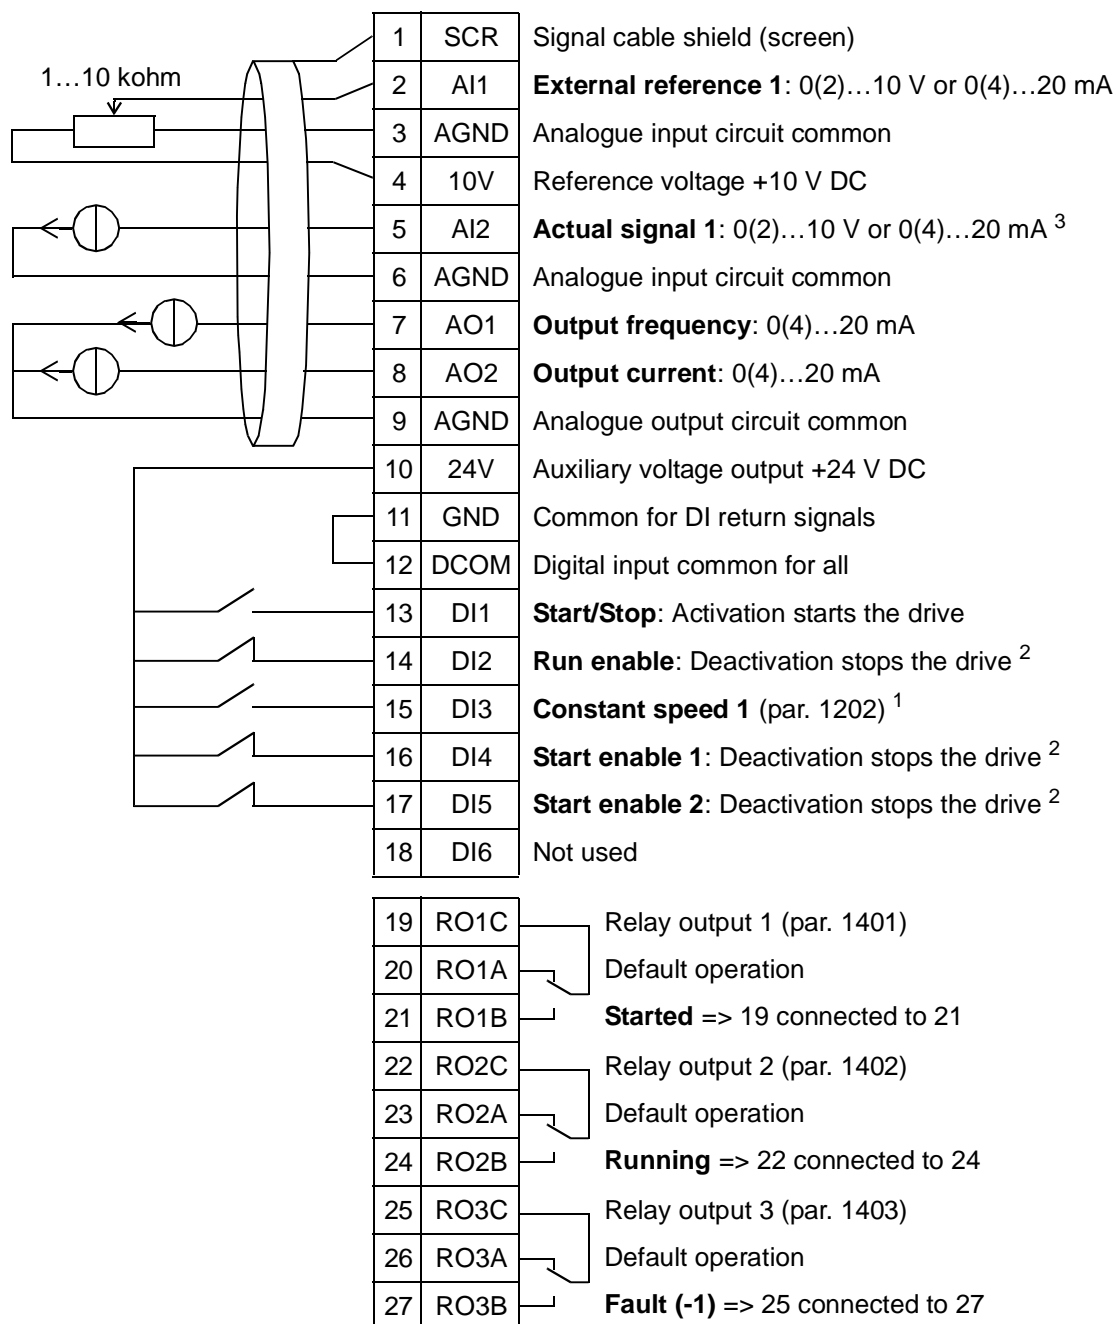 1 SCR Signal cable shield (screen)
1…10 kohm
2 AI1 External reference 1: 0(2)…10 V or 0(4)…20 mA
3 AGND Analogue input circuit common
4 10V Reference voltage +10 V DC
5 AI2 Actual signal 1: 0(2)…10 V or 0(4)…20 mA 3
6 AGND Analogue input circuit common
7 AO1 Output frequency: 0(4)…20 mA
8 AO2 Output current: 0(4)…20 mA
9 AGND Analogue output circuit common
10 24V Auxiliary voltage output +24 V DC
11 GND Common for DI return signals
12 DCOM Digital input common for all
13 DI1 Start/Stop: Activation starts the drive
14 DI2 Run enable: Deactivation stops the drive 2
15 DI3 Constant speed 1 (par. 1202) 1
16 DI4 Start enable 1: Deactivation stops the drive 2
17 DI5 Start enable 2: Deactivation stops the drive 2
18 DI6 Not used
19 RO1C Relay output 1 (par. 1401)
20 RO1A Default operation
21 RO1B Started => 19 connected to 21
22 RO2C Relay output 2 (par. 1402)
23 RO2A Default operation
24 RO2B Running => 22 connected to 24
25 RO3C Relay output 3 (par. 1403)
26 RO3A Default operation
27 RO3B Fault (-1) => 25 connected to 27